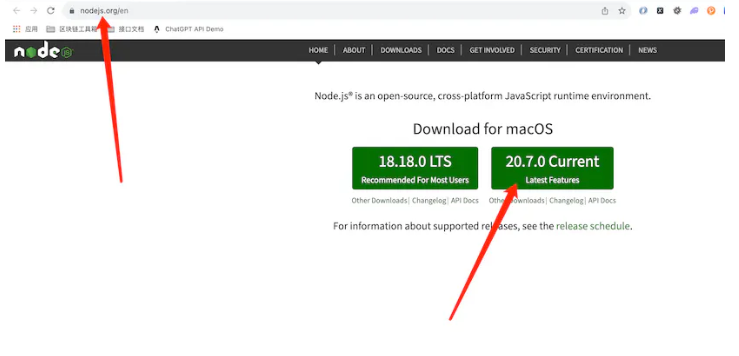 nodejs.org/en
应用 区块链工具箱 接口文档 ChatGPT API Demo
node JS
HOME | ABOUT | DOWNLOADS | DOCS | GET INVOLVED | SECURITY | CERTIFICATION | NEWS
Node.js® is an open-source, cross-platform JavaScript runtime environment.
Download for macOS
18.18.0 LTS 20.7.0 Current
Recommended For Most Users Latest Features
Other Downloads | Changelog | API Docs Other Downloads | Changelog | API Docs
For information about supported releases, see the release schedule.